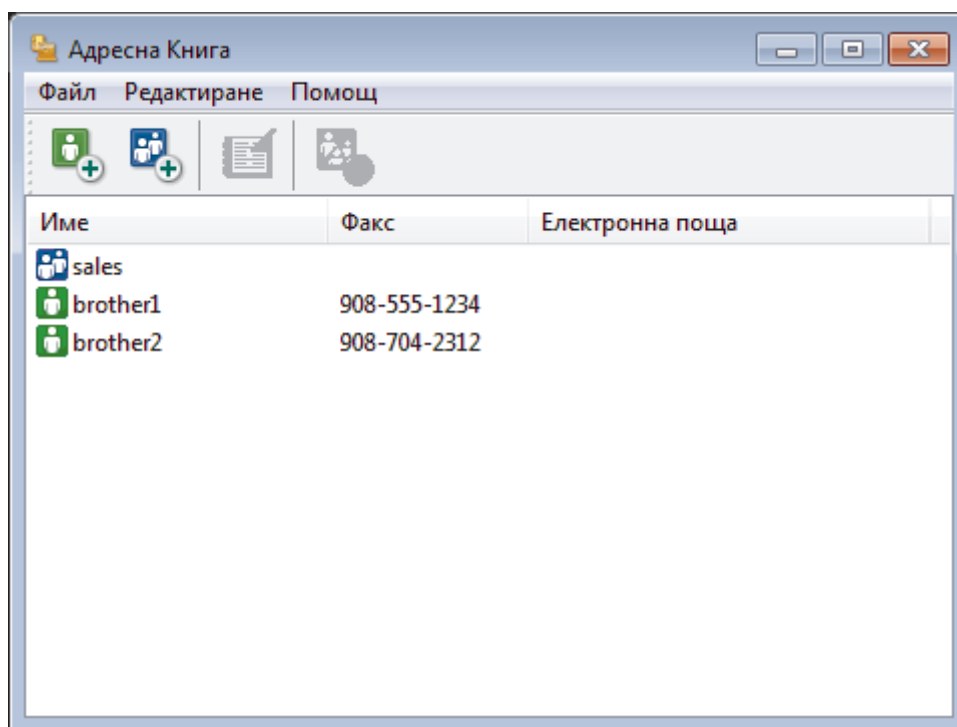 Адресна Книга
Файл Редактиране Помощ
Име Факс Електронна поща
sales
brother1 908-555-1234
brother2 908-704-2312